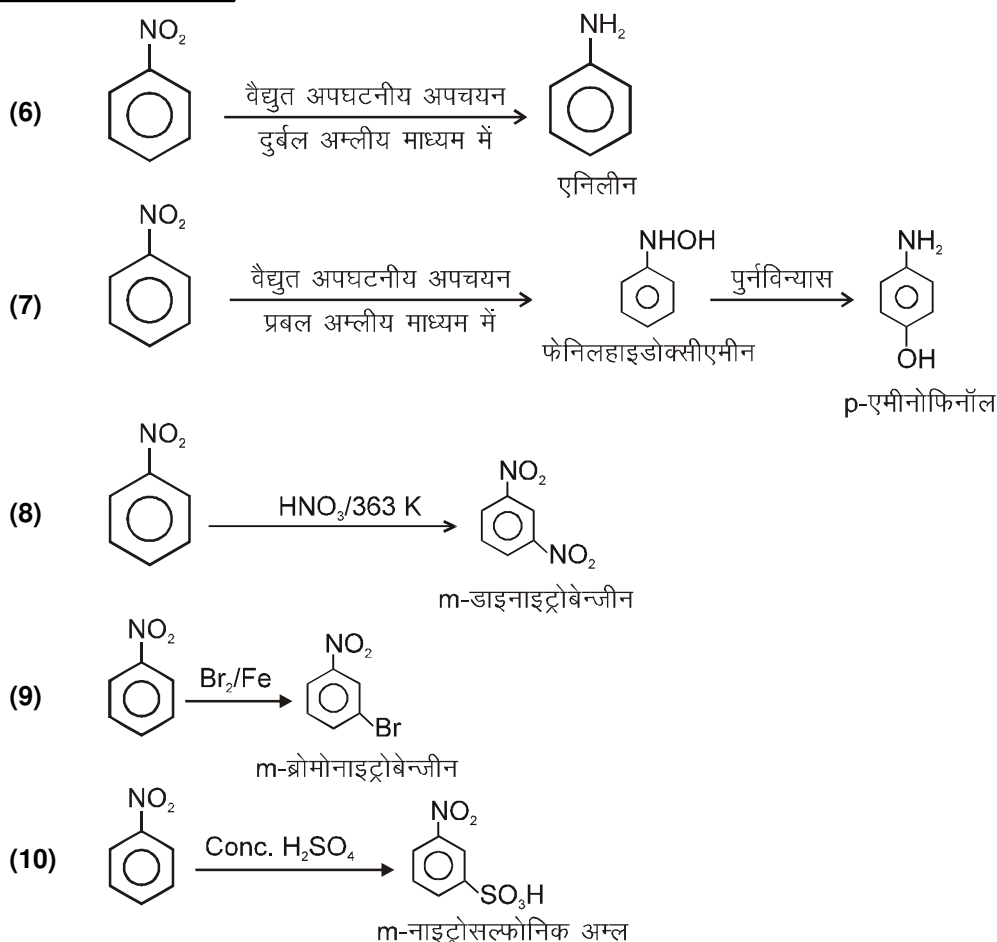 NO₂
NH₂
(6)
वैद्युत अपघटनीय अपचयन
दुर्बल अम्लीय माध्यम में
एनिलीन
NO₂
NHOH
NH₂
(7)
वैद्युत अपघटनीय अपचयन
प्रबल अम्लीय माध्यम में
पुर्नविन्यास
फेनिलहाइडोक्सीएमीन
OH
p-एमीनोफिनॉल
NO₂
NO₂
(8)
HNO₃/363 K
NO₂
m-डाइनाइट्रोबेन्जीन
NO₂
NO₂
(9)
Br₂/Fe
Br
m-ब्रोमोनाइट्रोबेन्जीन
NO₂
NO₂
(10)
Conc. H₂SO₄
SO₃H
m-नाइट्रोसल्फोनिक अम्ल